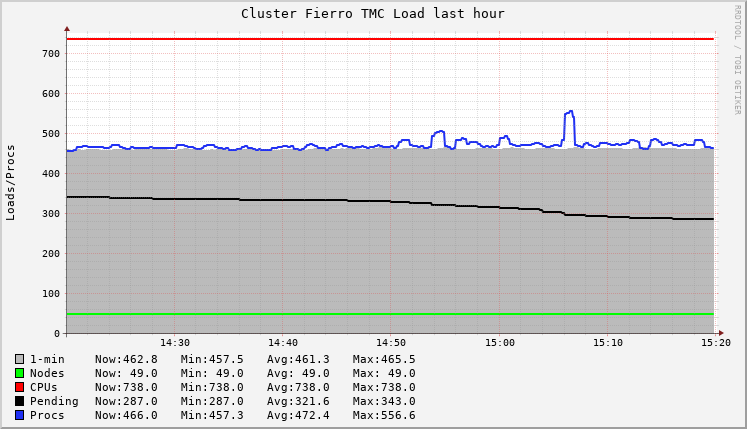 Cluster Fierro TMC Load last hour
RRDTOOL / TOBI OETIKER
Loads/Procs
700
600
500
400
300
200
100
0
14:30 14:40 14:50 15:00 15:10 15:20
1-min Now:462.8 Min:457.5 Avg:461.3 Max:465.5
Nodes Now: 49.0 Min: 49.0 Avg: 49.0 Max: 49.0
CPUs Now:738.0 Min:738.0 Avg:738.0 Max:738.0
Pending Now:287.0 Min:287.0 Avg:321.6 Max:343.0
Procs Now:466.0 Min:457.3 Avg:472.4 Max:556.6